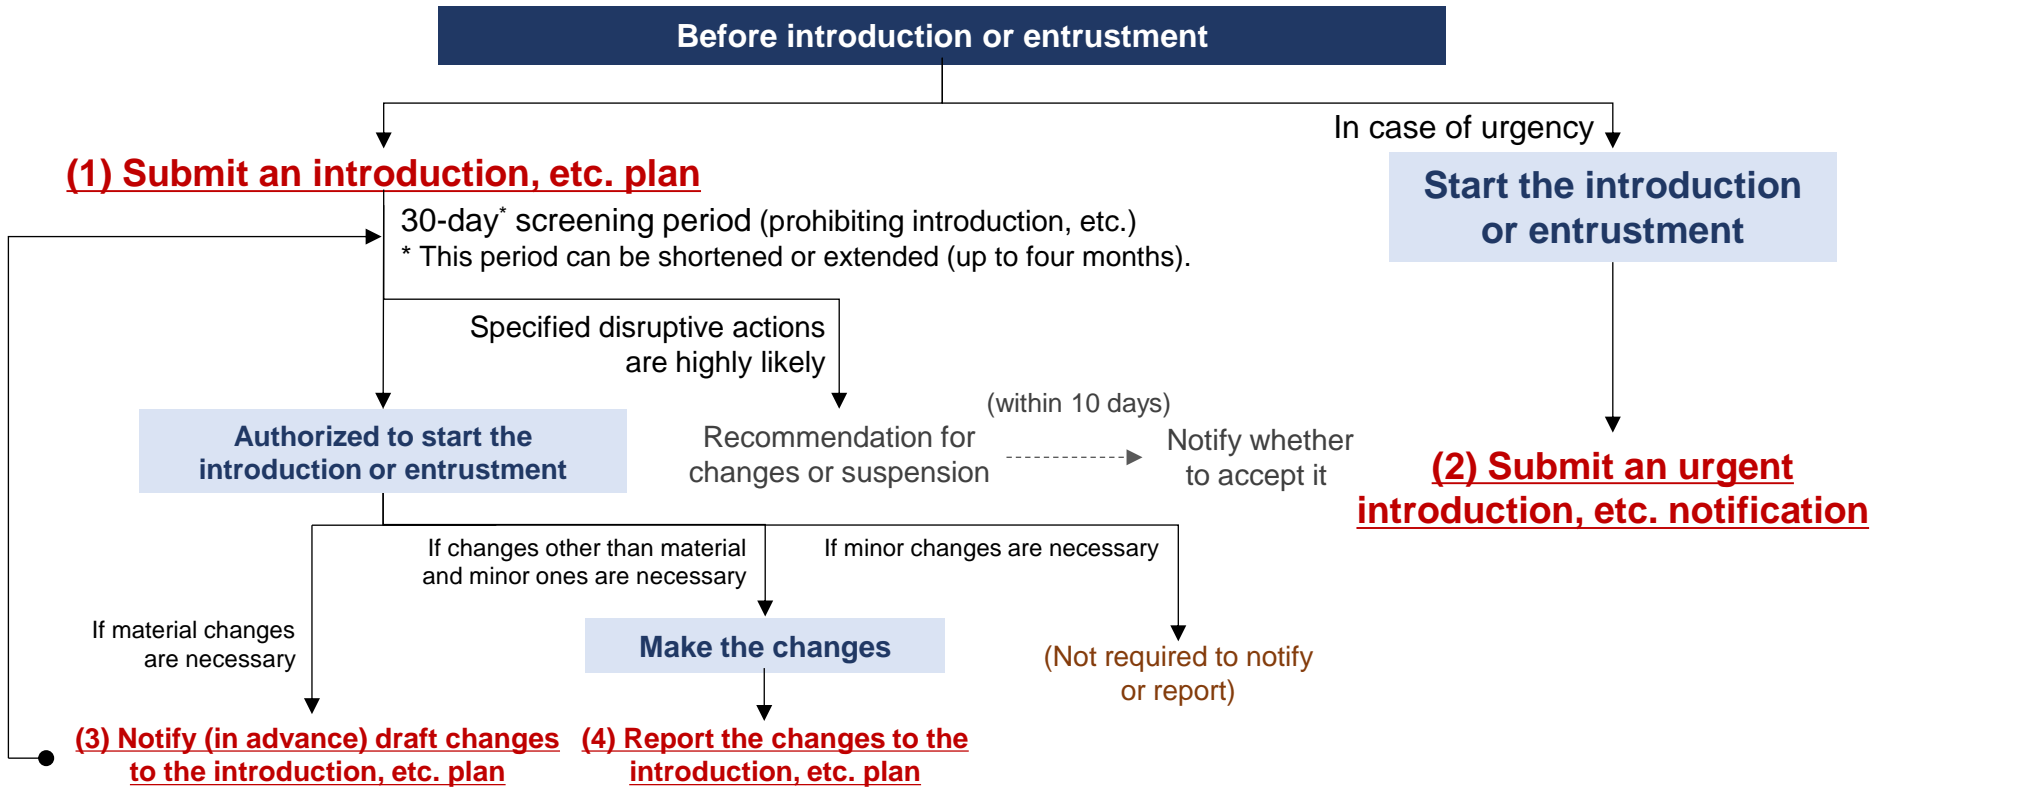 Before introduction or entrustment
In case of urgency
(1) Submit an introduction, etc. plan
Start the introduction
or entrustment
30-day* screening period (prohibiting introduction, etc.)
* This period can be shortened or extended (up to four months).
Specified disruptive actions
are highly likely
(within 10 days)
Authorized to start the
introduction or entrustment
Recommendation for
changes or suspension
Notify whether
to accept it
(2) Submit an urgent
introduction, etc. notification
If changes other than material
and minor ones are necessary
If minor changes are necessary
If material changes
are necessary
Make the changes
(Not required to notify
or report)
(3) Notify (in advance) draft changes
to the introduction, etc. plan
(4) Report the changes to the
introduction, etc. plan